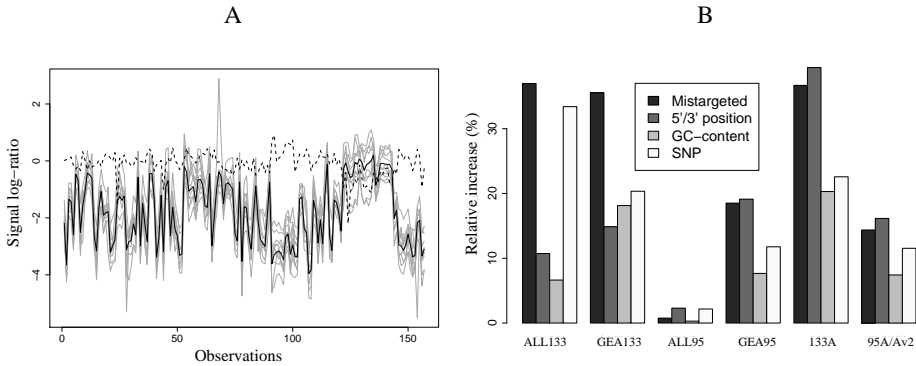 A
B
Signal log−ratio
2
0
−2
−4
0
50
100
150
Observations
Relative increase (%)
30
20
10
0
Mistargeted
5'/3' position
GC−content
SNP
ALL133
GEA133
ALL95
GEA95
133A
95A/Av2